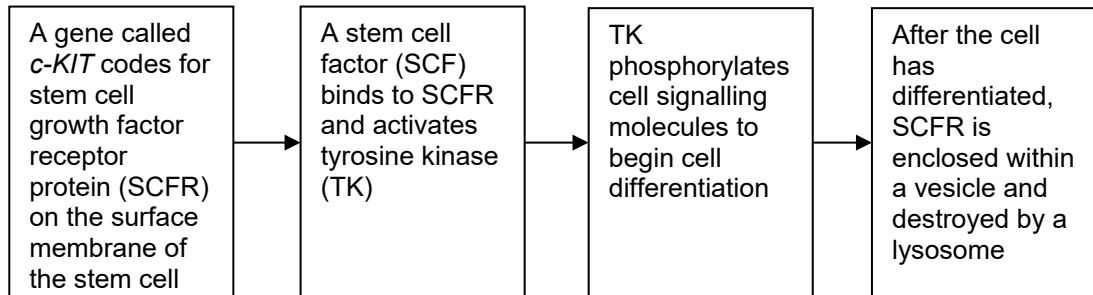 A gene called
c-KIT codes for
stem cell
growth factor
receptor
protein (SCFR)
on the surface
membrane of
the stem cell
A stem cell
factor (SCF)
binds to SCFR
and activates
tyrosine kinase
(TK)
TK
phosphorylates
cell signalling
molecules to
begin cell
differentiation
After the cell
has
differentiated,
SCFR is
enclosed within
a vesicle and
destroyed by a
lysosome